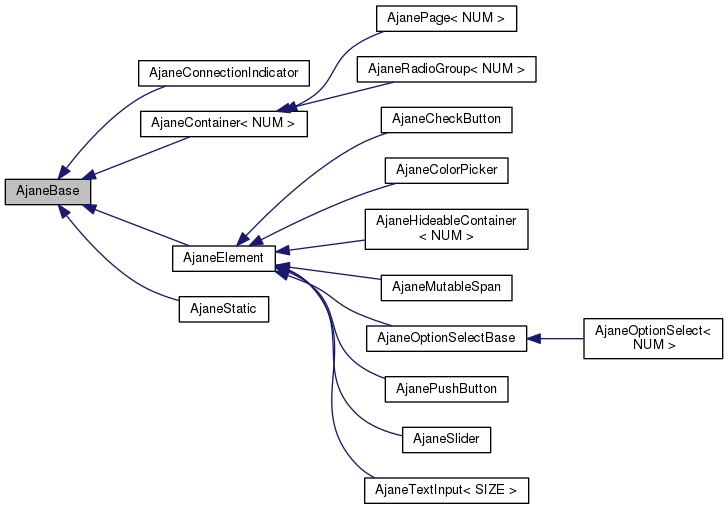 AjanePage< NUM >
AjaneConnectionIndicator
AjaneRadioGroup< NUM >
AjaneContainer< NUM >
AjaneCheckButton
AjaneColorPicker
AjaneBase
AjaneHideableContainer
< NUM >
AjaneElement
AjaneMutableSpan
AjaneStatic
AjaneOptionSelectBase
AjaneOptionSelect<
NUM >
AjanePushButton
AjaneSlider
AjaneTextInput< SIZE >